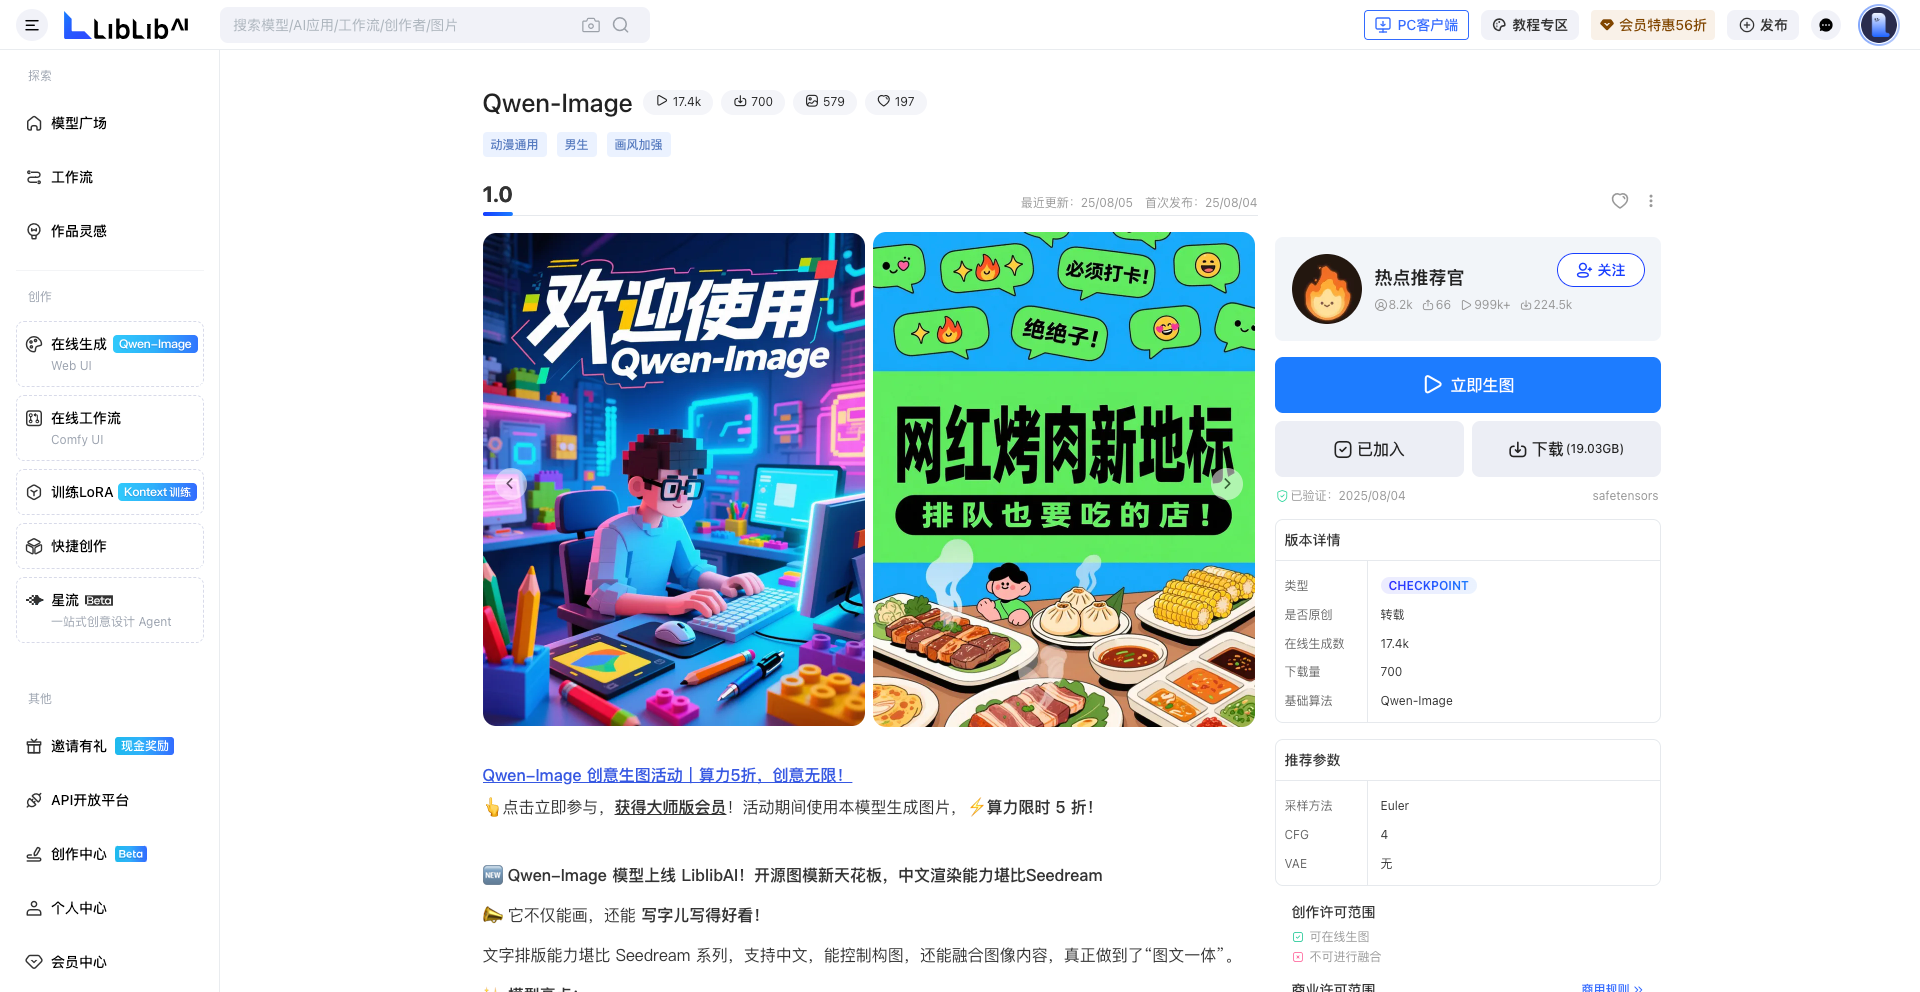 LIBLIBAI
搜索模型/AI应用/工作流/创作者/图片
PC客户端
教程专区
会员特惠56折
发布
探索
模型广场
工作流
作品灵感
创作
在线生成 Qwen-Image
Web UI
在线工作流
Comfy UI
训练LoRA Kontext 训练
快捷创作
星流 Beta
一站式创意设计 Agent
其他
邀请有礼 现金奖励
API开放平台
创作中心 Beta
个人中心
会员中心
Qwen-Image 17.4k 700 579 197
动漫通用 男生 画风加强
1.0
最近更新：25/08/05 首次发布：25/08/04
欢迎使用
Qwen-Image
必须打卡!
绝绝子!
网红烤肉新地标
排队也要吃的店!
Qwen-Image 创意生图活动｜算力5折，创意无限！
👆点击立即参与，获得大师版会员！活动期间使用本模型生成图片，⚡算力限时 5 折！
🆕 Qwen-Image 模型上线 LiblibAI！开源图模新天花板，中文渲染能力堪比Seedream
📣 它不仅能画，还能 写字儿写得好看！
文字排版能力堪比 Seedream 系列，支持中文，能控制构图，还能融合图像内容，真正做到了“图文一体”。
热点推荐官
关注
8.2k 66 999k+ 224.5k
立即生图
已加入
下载 (19.03GB)
已验证：2025/08/04
safetensors
版本详情
类型 CHECKPOINT
是否原创 转载
在线生成数 17.4k
下载量 700
基础算法 Qwen-Image
推荐参数
采样方法 Euler
CFG 4
VAE 无
创作许可范围
可在线生图
不可进行融合
商业许可范围
商用规则 »